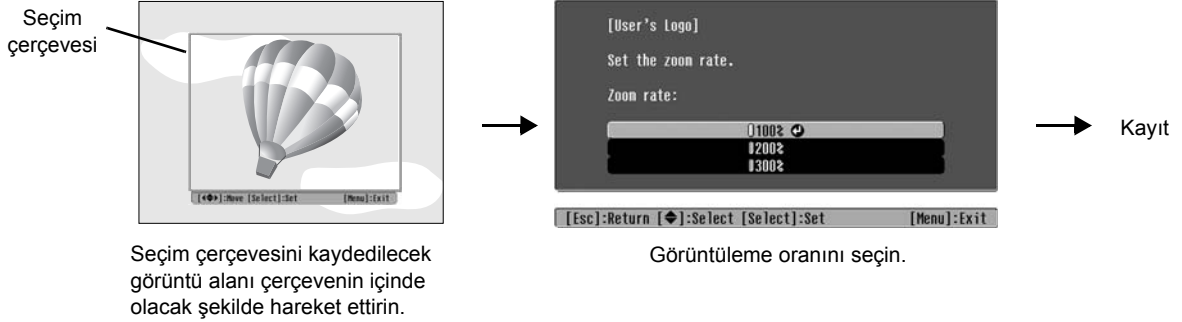 Seçim
çerçevesi
[User's Logo]
Set the zoom rate.
Zoom rate:
100%
200%
300%
Kayıt
[Select]:Set [Menu]:Exit
:Move
[Esc]:Return [ ]:Select [Select]:Set [Menu]:Exit
Seçim çerçevesini kaydedilecek
görüntü alanı çerçevenin içinde
olacak şekilde hareket ettirin.
Görüntüleme oranını seçin.